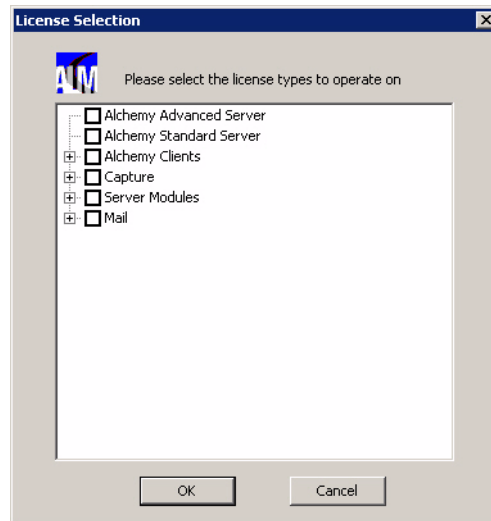 License Selection
ALM
Please select the license types to operate on
Alchemy Advanced Server
Alchemy Standard Server
Alchemy Clients
Capture
Server Modules
Mail
OK
Cancel